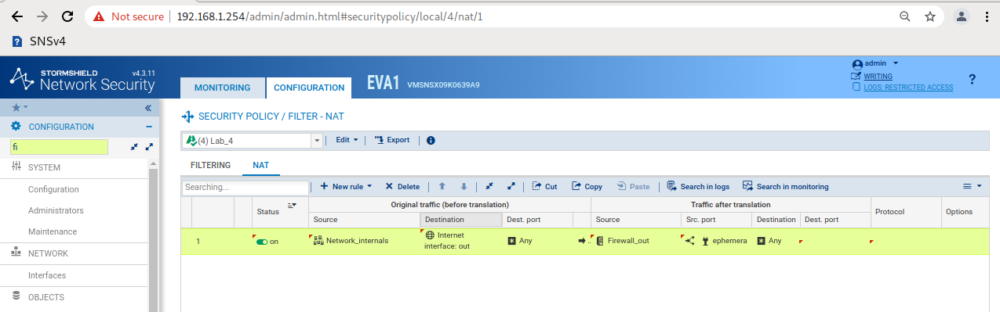 Not secure | 192.168.1.254/admin/admin.html#securitypolicy/local/4/nat/1
SNSv4
STORMSHIELD v4.3.11
Network Security
MONITORING CONFIGURATION EVA1 VMSNSX09K0639A9
admin
WRITING
LOGS: RESTRICTED ACCESS
?
CONFIGURATION
fi
SYSTEM
Configuration
Administrators
Maintenance
NETWORK
Interfaces
OBJECTS
SECURITY POLICY / FILTER - NAT
(4) Lab_4 Edit Export
FILTERING NAT
Searching... New rule Delete Cut Copy Paste Search in logs Search in monitoring
Original traffic (before translation) Traffic after translation
Status Protocol Options
Source Destination Dest. port Source Src. port Destination Dest. port
1 on Network_internals Internet Any Firewall_out ephemera Any
interface: out